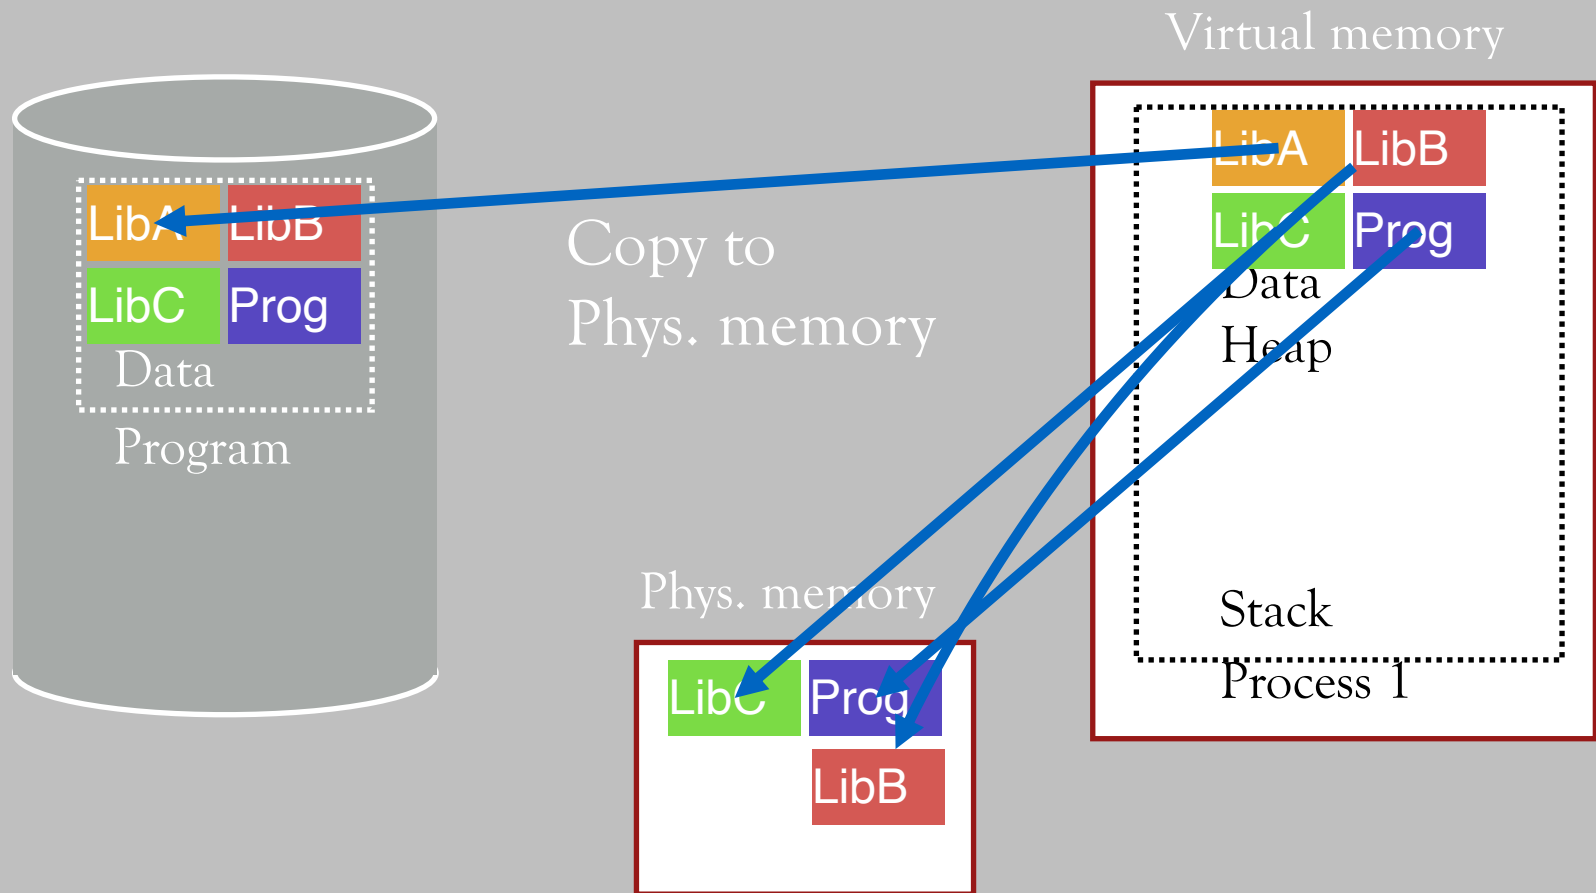 Virtual memory
LibA LibB
LibC Prog
Data
Program
Copy to
Phys. memory
LibA LibB
LibC Prog
Data
Heap
Stack
Process 1
Phys. memory
LibC Prog
LibB